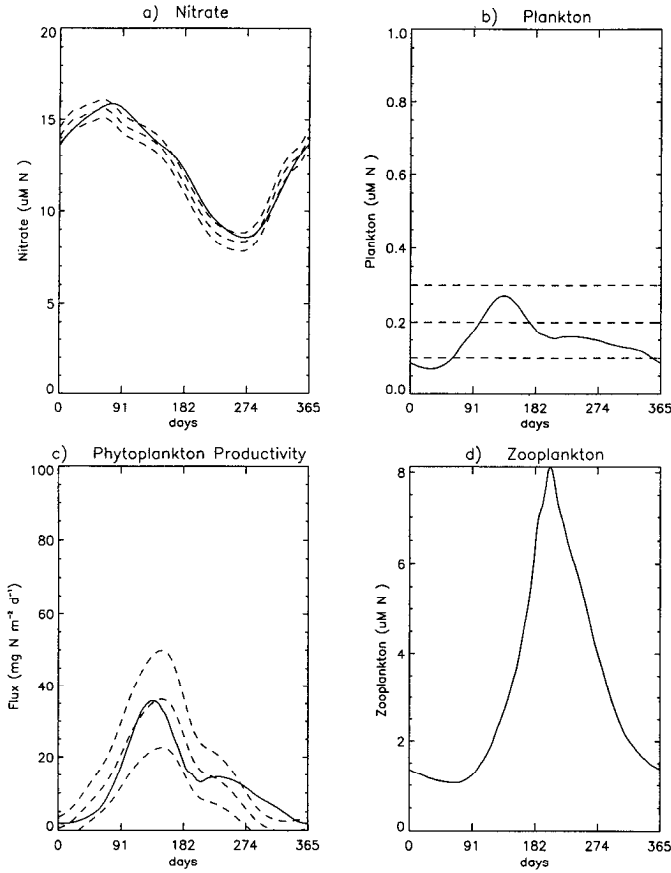 a) Nitrate
20
15
10
5
0
Nitrate (uM N )
0 91 182 274 365
days
b) Plankton
1.0
0.8
0.6
0.4
0.2
0.0
Plankton (uM N )
0 91 182 274 365
days
c) Phytoplankton Productivity
100
80
60
40
20
0
Flux (mg N m⁻² d⁻¹)
0 91 182 274 365
days
d) Zooplankton
8
6
4
2
0
Zooplankton (uM N )
0 91 182 274 365
days